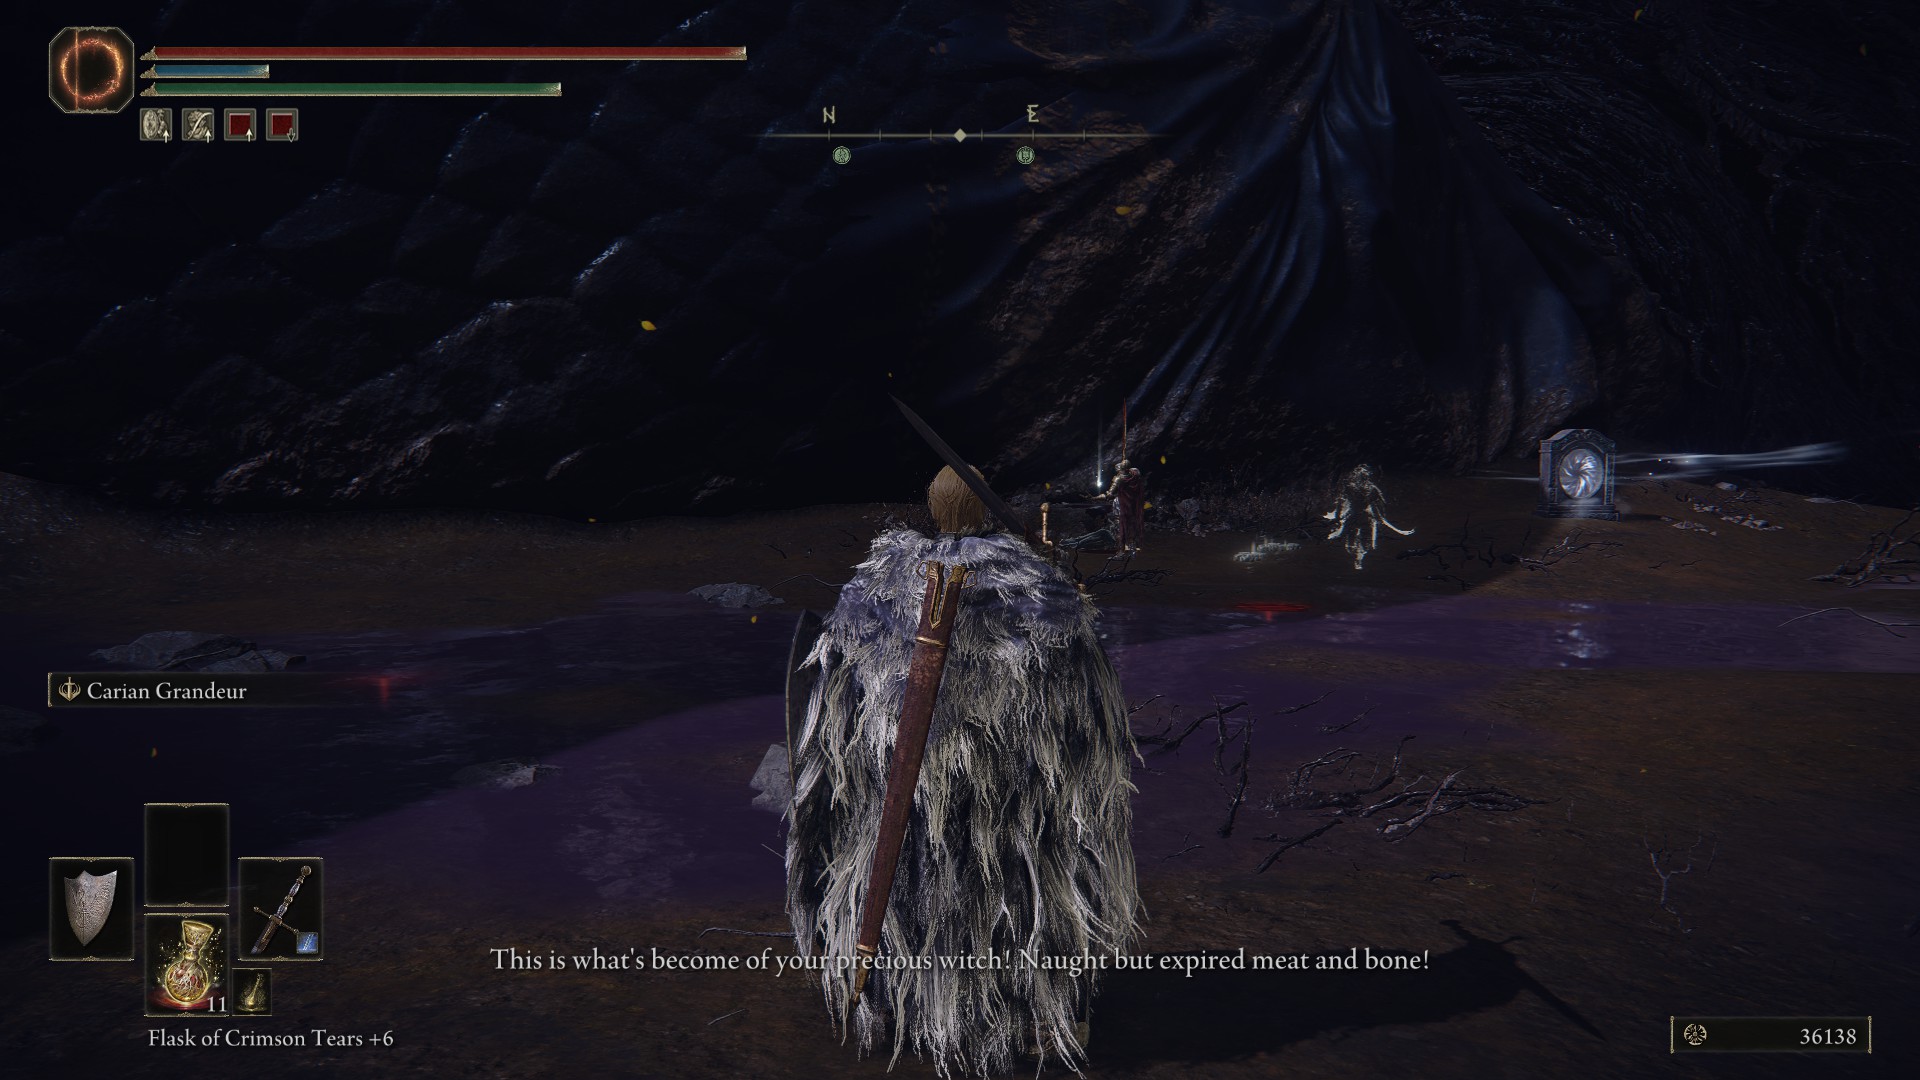 N
E
Carian Grandeur
This is what's become of your precious witch! Naught but expired meat and bone!
11
Flask of Crimson Tears +6
36138